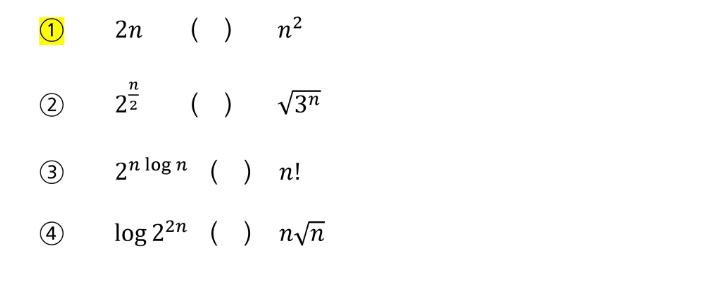 ① 2n ( ) n²
② 2^{n/2} ( ) √(3ⁿ)
③ 2^{n log n} ( ) n!
④ log 2^{2n} ( ) n√n